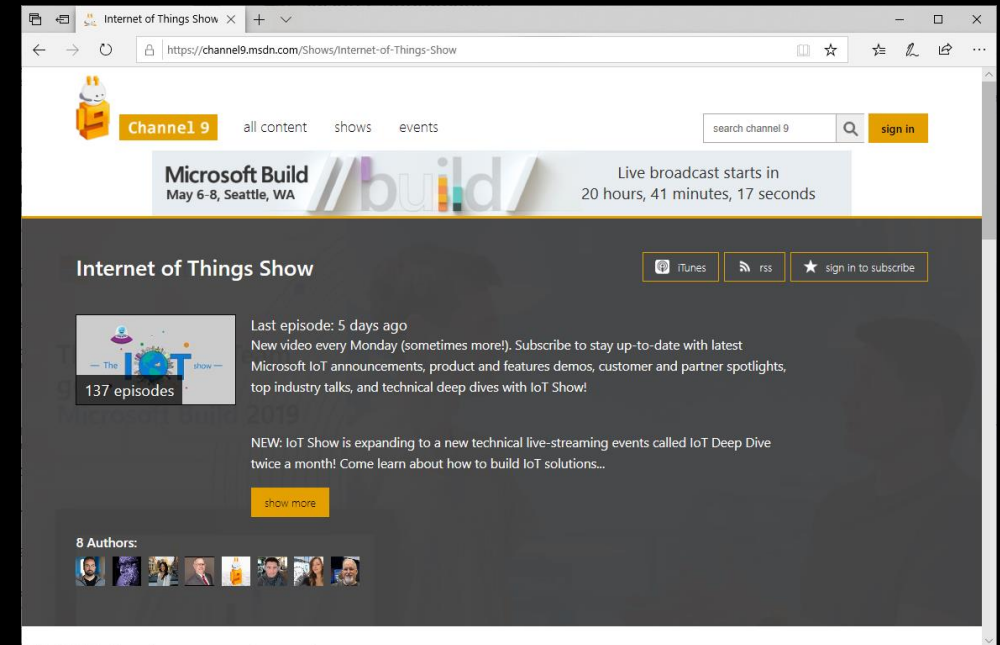 Internet of Things Show
https://channel9.msdn.com/Shows/Internet-of-Things-Show
Channel 9
all content shows events
search channel 9
sign in
Microsoft Build
May 6-8, Seattle, WA
//build/
Live broadcast starts in
20 hours, 41 minutes, 17 seconds
Internet of Things Show
iTunes
rss
sign in to subscribe
The IOT show
137 episodes
Last episode: 5 days ago
New video every Monday (sometimes more!). Subscribe to stay up-to-date with latest
Microsoft IoT announcements, product and features demos, customer and partner spotlights,
top industry talks, and technical deep dives with IoT Show!
NEW: IoT Show is expanding to a new technical live-streaming events called IoT Deep Dive
twice a month! Come learn about how to build IoT solutions...
show more
Microsoft Build 2019
8 Authors: